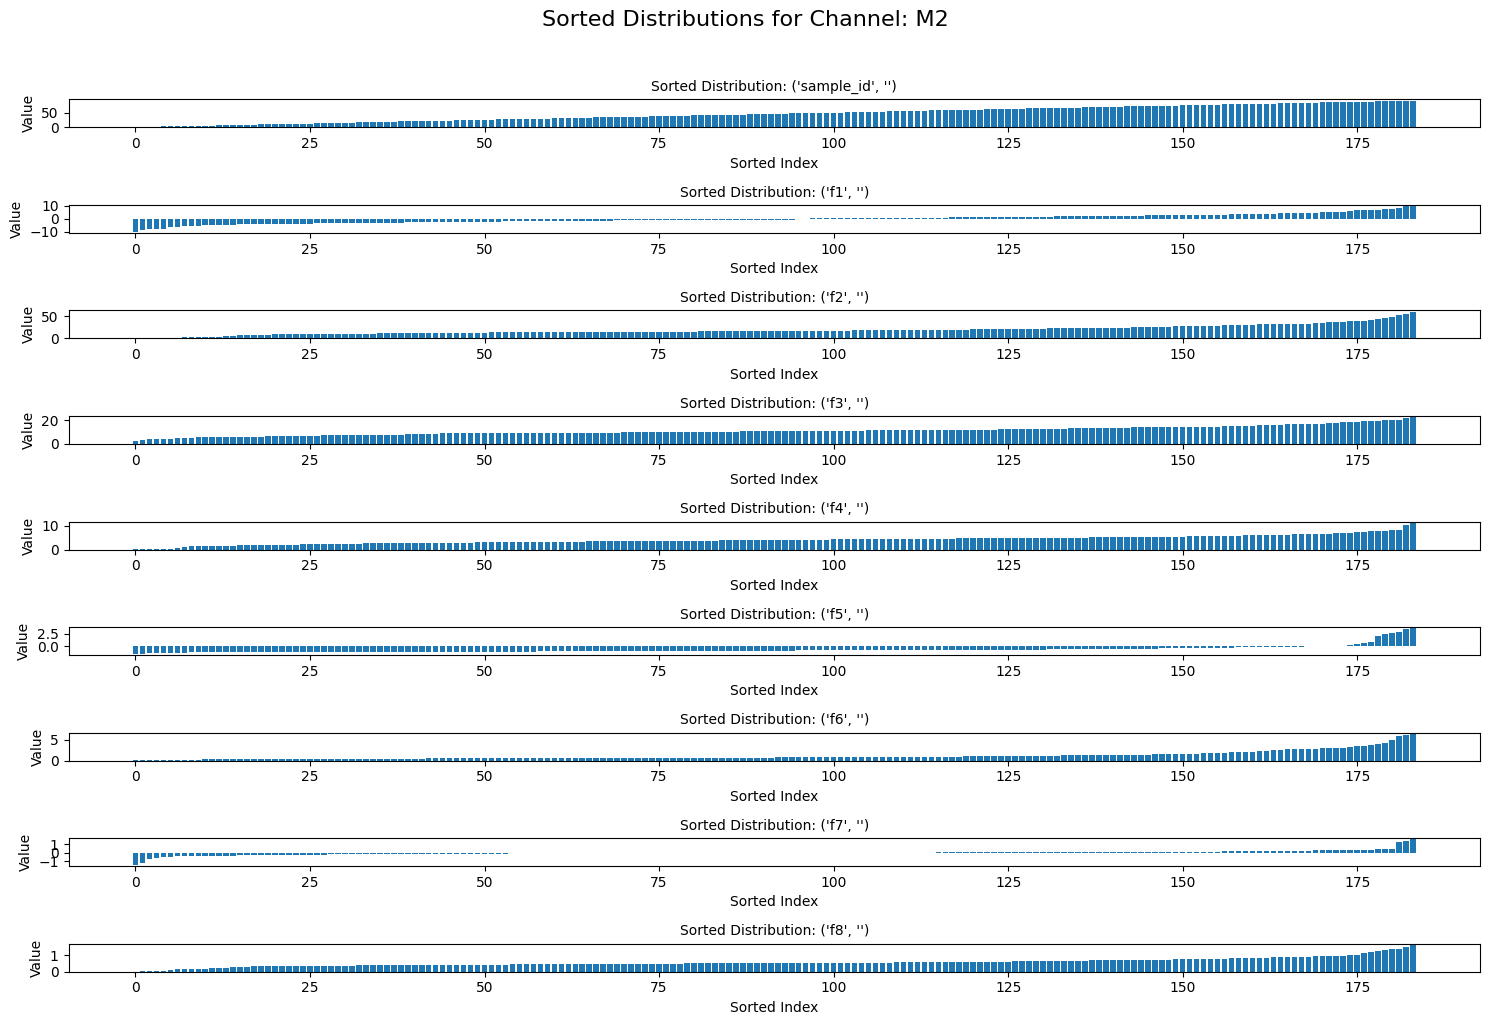 Sorted Distributions for Channel: M2
Sorted Distribution: ('sample_id', '')
Value
50
0
0 25 50 75 100 125 150 175
Sorted Index
Sorted Distribution: ('f1', '')
Value
10
0
−10
0 25 50 75 100 125 150 175
Sorted Index
Sorted Distribution: ('f2', '')
Value
50
0
0 25 50 75 100 125 150 175
Sorted Index
Sorted Distribution: ('f3', '')
Value
20
0
0 25 50 75 100 125 150 175
Sorted Index
Sorted Distribution: ('f4', '')
Value
10
0
0 25 50 75 100 125 150 175
Sorted Index
Sorted Distribution: ('f5', '')
Value
2.5
0.0
0 25 50 75 100 125 150 175
Sorted Index
Sorted Distribution: ('f6', '')
Value
5
0
0 25 50 75 100 125 150 175
Sorted Index
Sorted Distribution: ('f7', '')
Value
1
0
−1
0 25 50 75 100 125 150 175
Sorted Index
Sorted Distribution: ('f8', '')
Value
1
0
0 25 50 75 100 125 150 175
Sorted Index